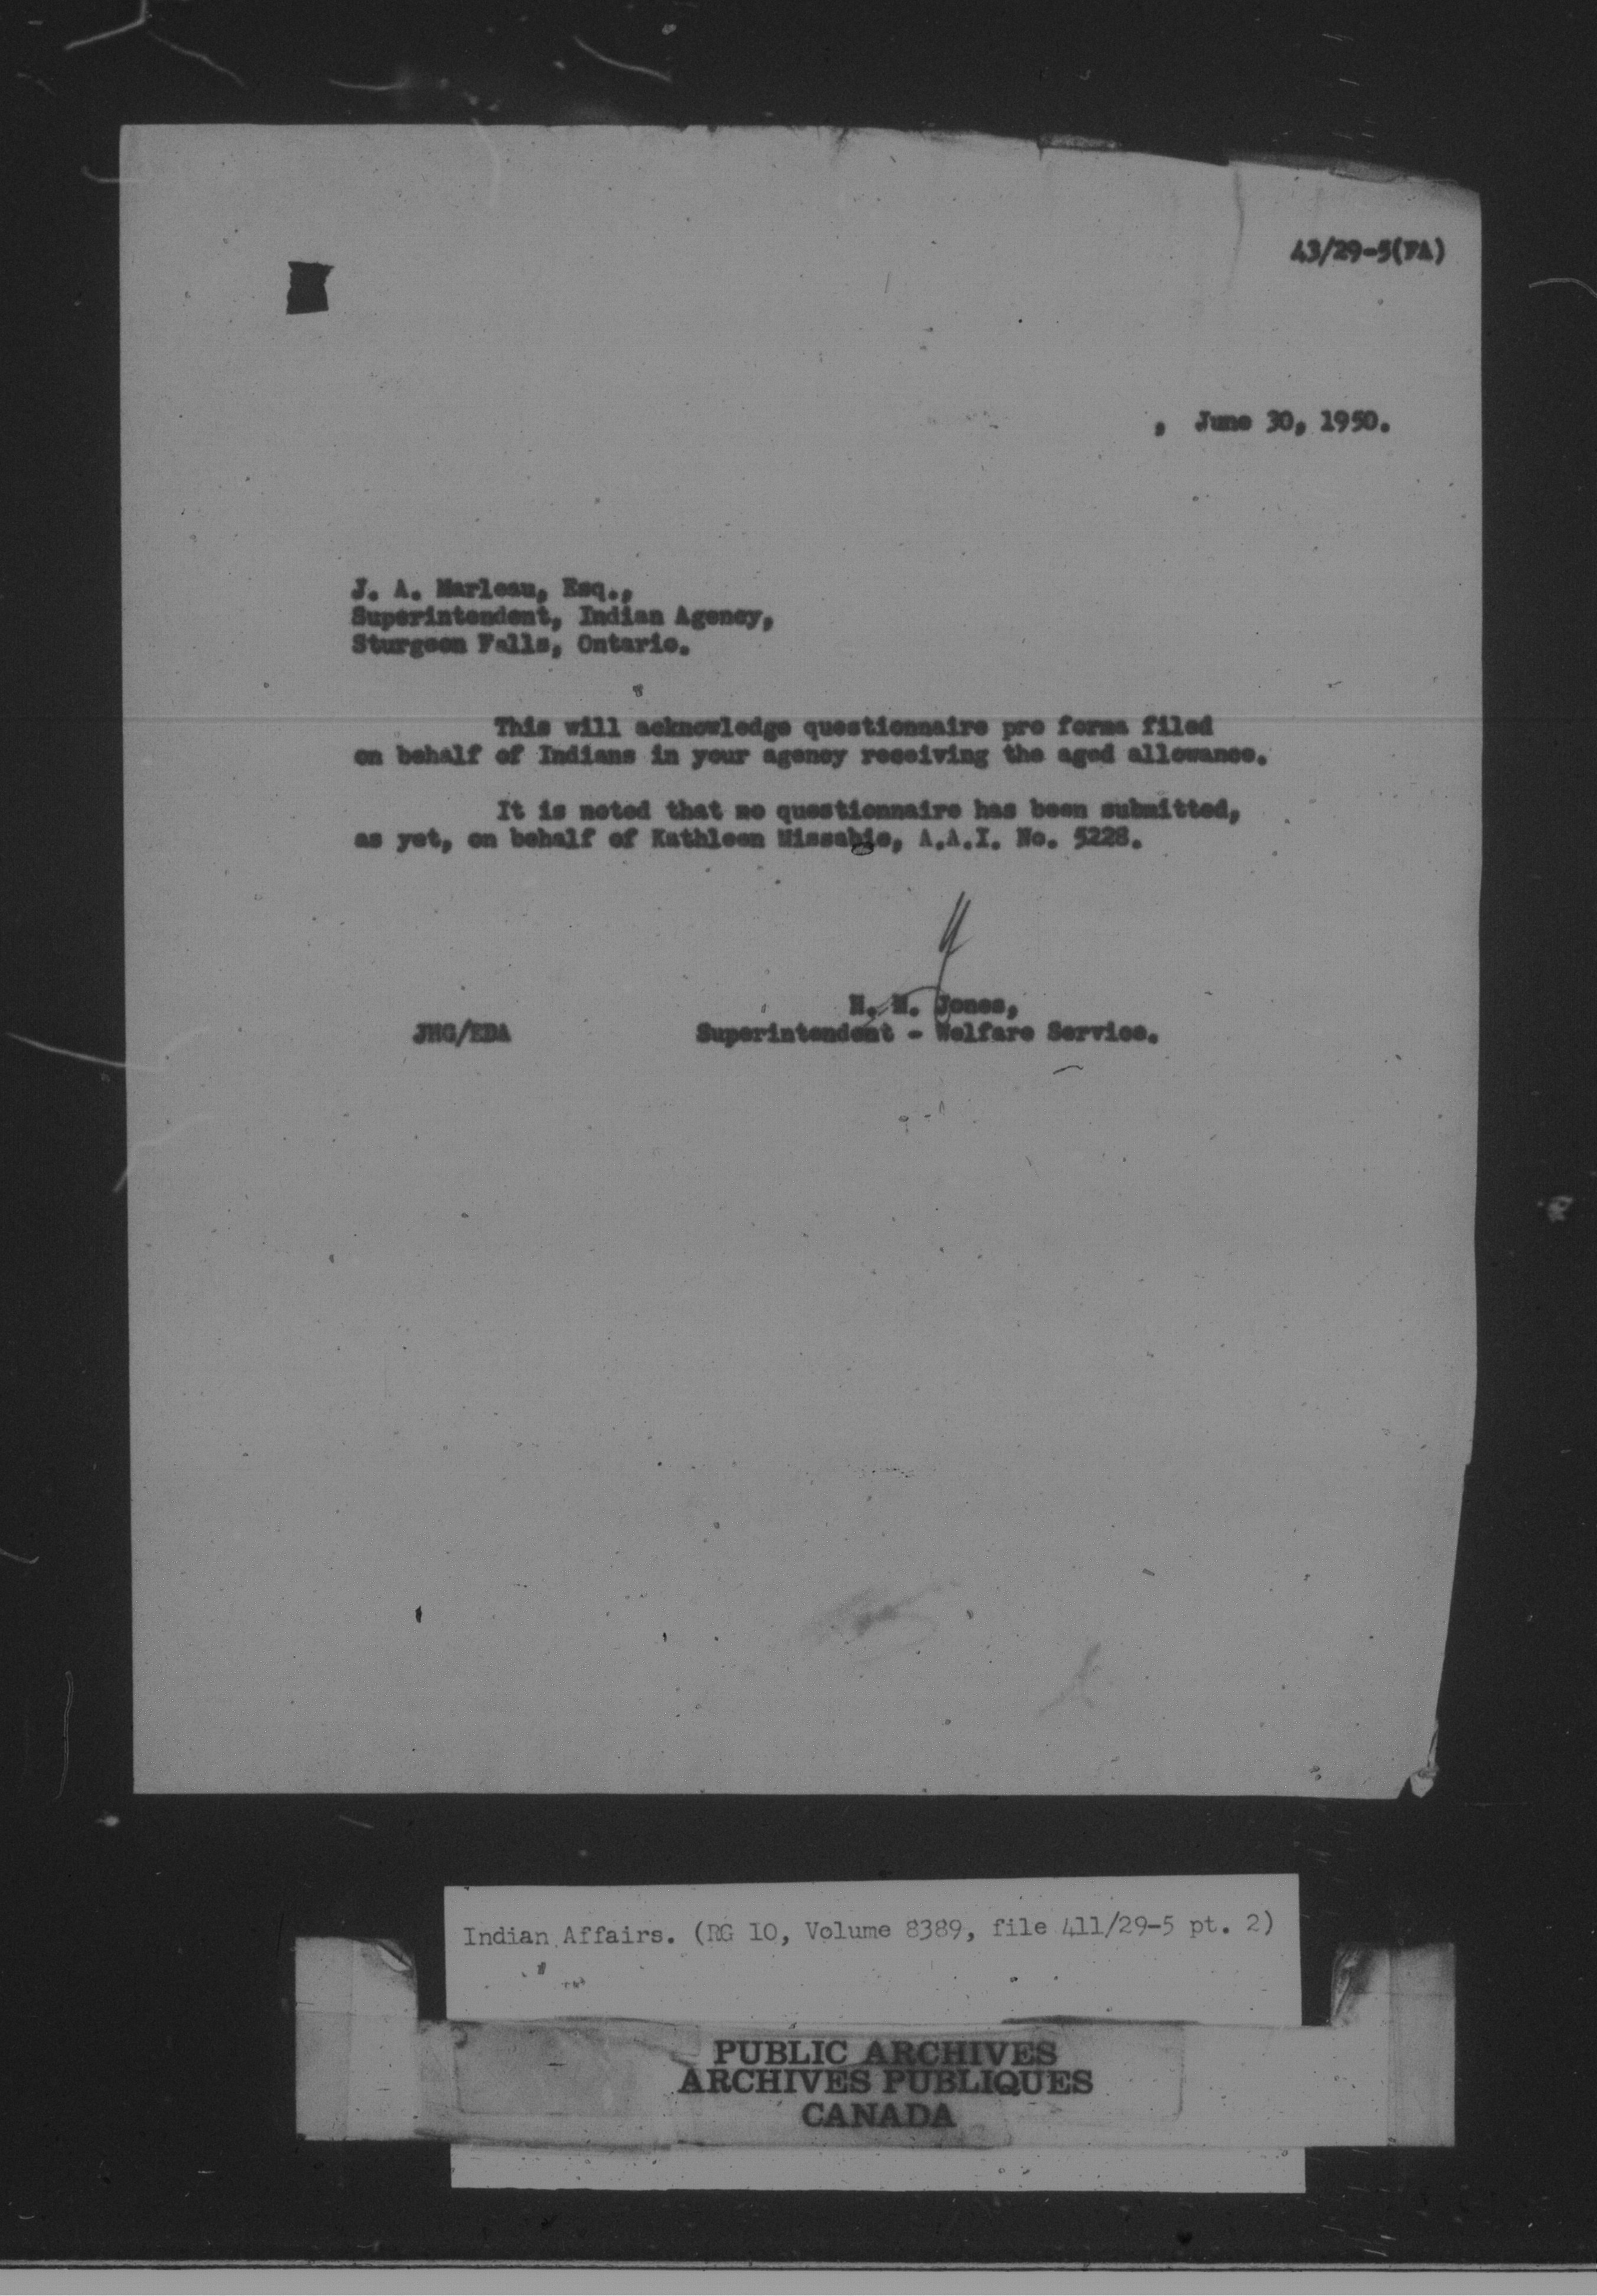 43/29-5(FA)
, June 30, 1950.
J. A. Marleau, Esq.,
Superintendent, Indian Agency,
Sturgeon Falls, Ontario.
This will acknowledge questionnaire pro forma filed
on behalf of Indians in your agency receiving the aged allowance.
It is noted that no questionnaire has been submitted,
as yet, on behalf of Kathleen Missabie, A.A.I. No. 5228.
H. M. Jones,
JHG/EDA Superintendent - Welfare Service.
Indian Affairs. (RG 10, Volume 8389, file 411/29-5 pt. 2)
PUBLIC ARCHIVES
ARCHIVES PUBLIQUES
CANADA